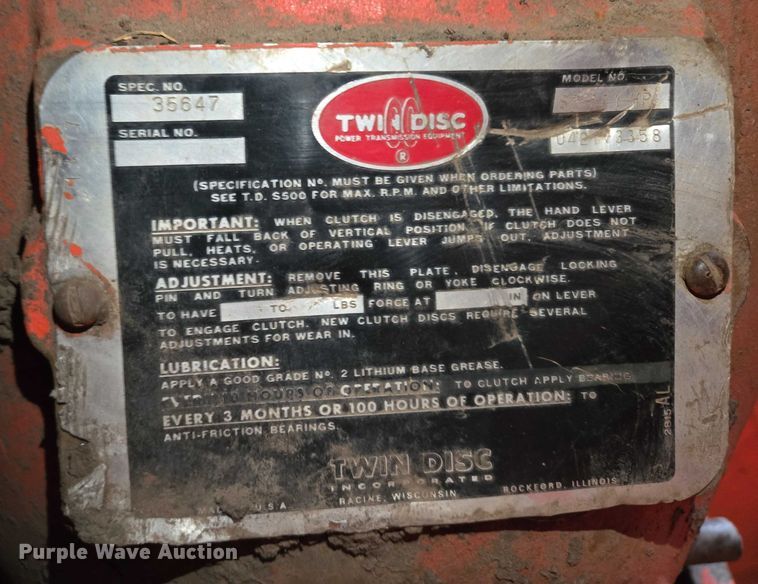 SPEC. NO.
35647
SERIAL NO.
TWIN DISC
POWER TRANSMISSION EQUIPMENT
®
MODEL NO.
(SPECIFICATION Nº. MUST BE GIVEN WHEN ORDERING PARTS)
SEE T.D. S500 FOR MAX. R.P.M. AND OTHER LIMITATIONS.
IMPORTANT: WHEN CLUTCH IS DISENGAGED, THE HAND LEVER
MUST FALL BACK OF VERTICAL POSITION. IF CLUTCH DOES NOT
PULL, HEATS, OR OPERATING LEVER JUMPS OUT, ADJUSTMENT
IS NECESSARY.
ADJUSTMENT: REMOVE THIS PLATE, DISENGAGE LOCKING
PIN AND TURN ADJUSTING RING OR YOKE CLOCKWISE.
TO HAVE TO LBS FORCE AT IN ON LEVER
TO ENGAGE CLUTCH. NEW CLUTCH DISCS REQUIRE SEVERAL
ADJUSTMENTS FOR WEAR IN.
LUBRICATION:
APPLY A GOOD GRADE Nº. 2 LITHIUM BASE GREASE.
HOURS OR OPERATION: TO CLUTCH APPLY BEARING
EVERY 3 MONTHS OR 100 HOURS OF OPERATION: TO
ANTI-FRICTION BEARINGS.
2815 AL
TWIN DISC
INCORPORATED
RACINE, WISCONSIN ROCKFORD, ILLINOIS
U.S.A
Purple Wave Auction